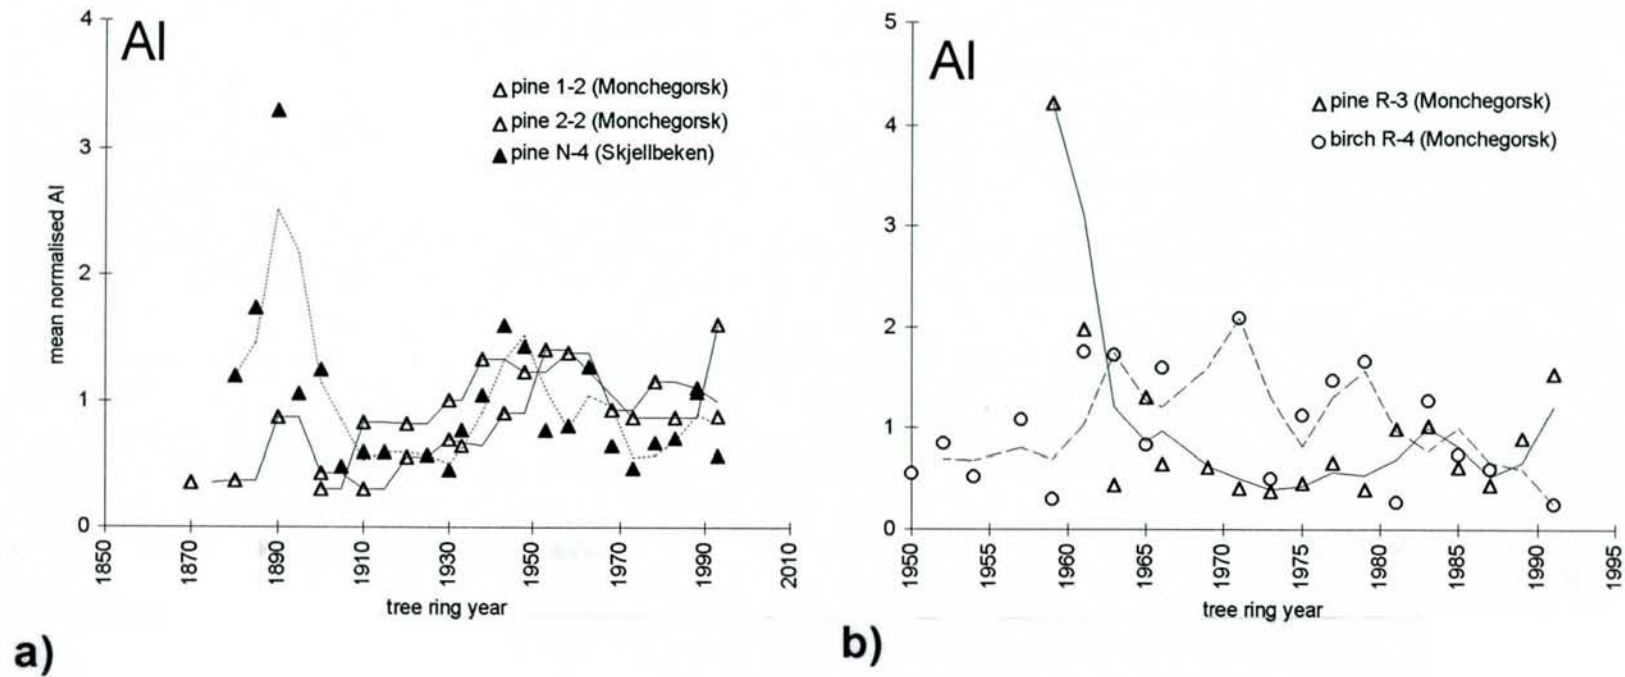 Al
4
3
2
1
0
mean normalised Al
pine 1-2 (Monchegorsk)
pine 2-2 (Monchegorsk)
pine N-4 (Skjellbeken)
1850
1870
1890
1910
1930
1950
1970
1990
2010
tree ring year
a)
Al
5
4
3
2
1
0
pine R-3 (Monchegorsk)
birch R-4 (Monchegorsk)
1950
1955
1960
1965
1970
1975
1980
1985
1990
1995
tree ring year
b)